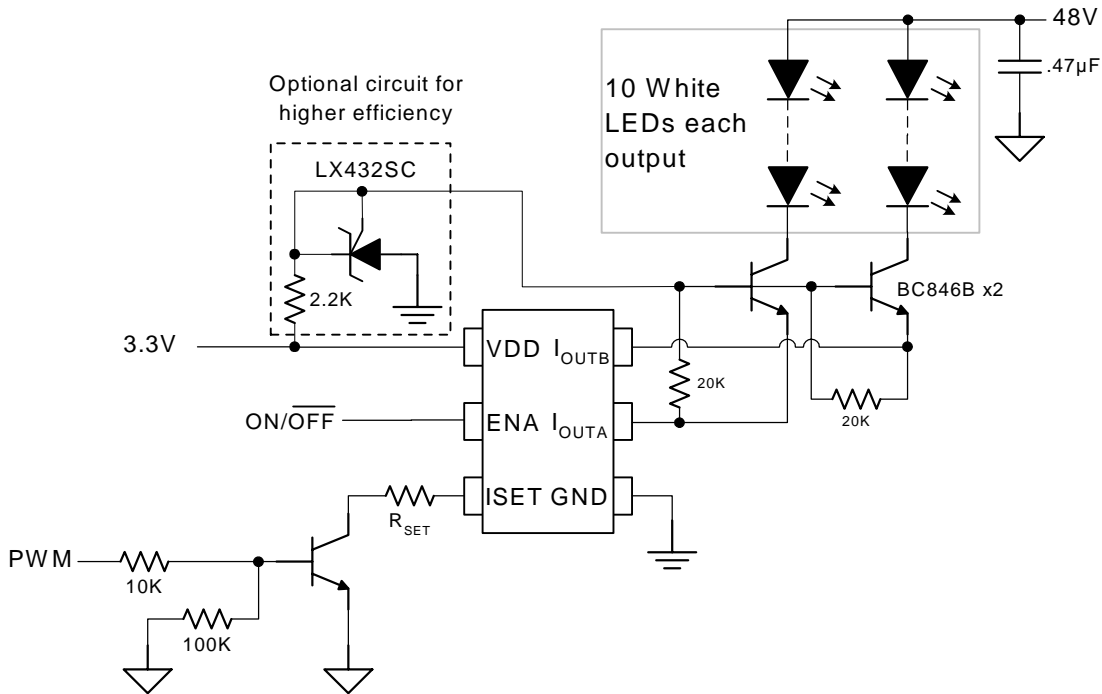 48V
.47µF
Optional circuit for
higher efficiency
10 White
LEDs each
output
LX432SC
2.2K
BC846B x2
3.3V
VDD IOUTB
20K
20K
ON/OFF
ENA IOUTA
ISET GND
RSET
PWM
10K
100K